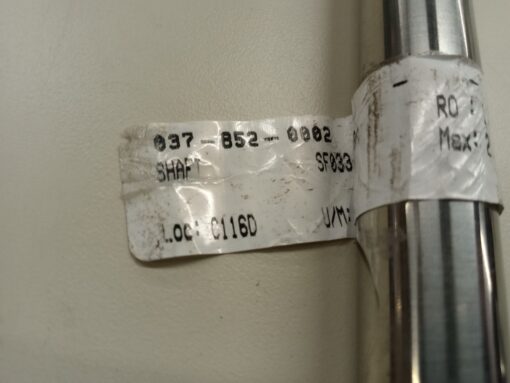 037-852-0002
SHAFT SF033
Loc: C116D U/M:
RO :
Max: